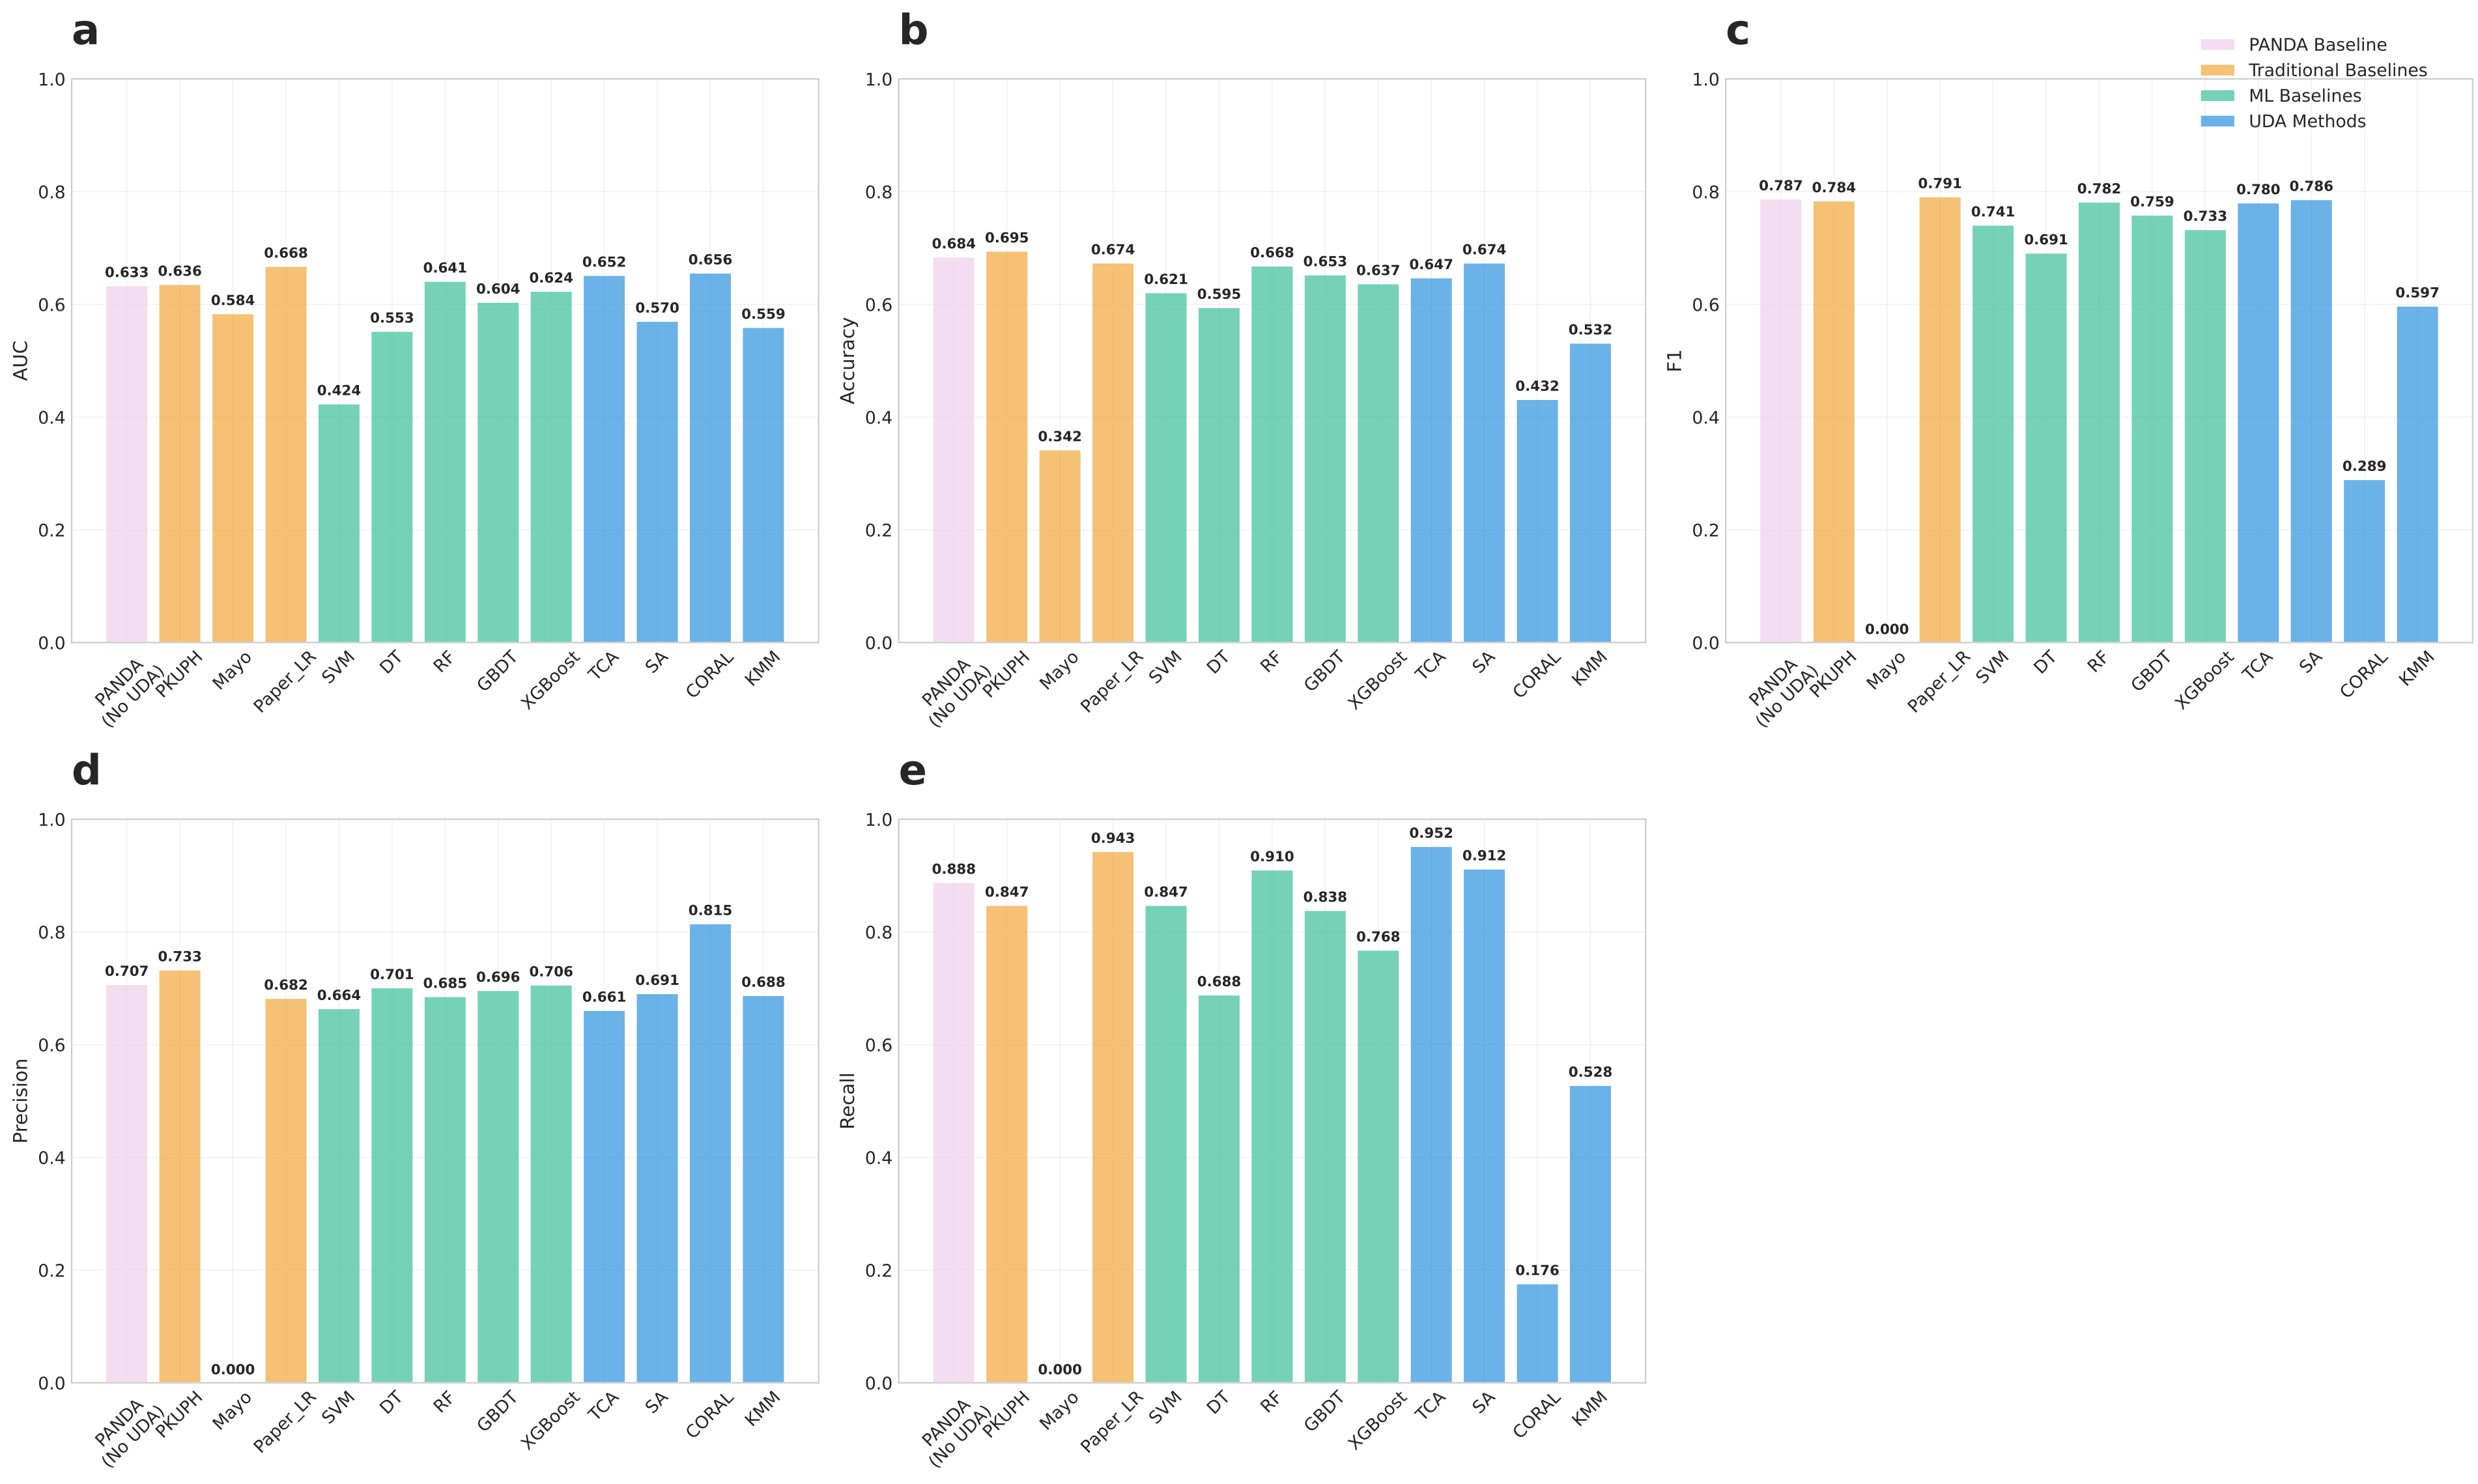 a
1.0
0.8
0.6
0.4
0.2
0.0
AUC
0.633
0.636
0.584
0.668
0.424
0.553
0.641
0.604
0.624
0.652
0.570
0.656
0.559
PANDA
(No UDA)
PKUPH
Mayo
Paper_LR
SVM
DT
RF
GBDT
XGBoost
TCA
SA
CORAL
KMM
b
1.0
0.8
0.6
0.4
0.2
0.0
Accuracy
0.684
0.695
0.342
0.674
0.621
0.595
0.668
0.653
0.637
0.647
0.674
0.432
0.532
PANDA
(No UDA)
PKUPH
Mayo
Paper_LR
SVM
DT
RF
GBDT
XGBoost
TCA
SA
CORAL
KMM
c
PANDA Baseline
Traditional Baselines
ML Baselines
UDA Methods
1.0
0.8
0.6
0.4
0.2
0.0
F1
0.787
0.784
0.000
0.791
0.741
0.691
0.782
0.759
0.733
0.780
0.786
0.289
0.597
PANDA
(No UDA)
PKUPH
Mayo
Paper_LR
SVM
DT
RF
GBDT
XGBoost
TCA
SA
CORAL
KMM
d
1.0
0.8
0.6
0.4
0.2
0.0
Precision
0.707
0.733
0.000
0.682
0.664
0.701
0.685
0.696
0.706
0.661
0.691
0.815
0.688
PANDA
(No UDA)
PKUPH
Mayo
Paper_LR
SVM
DT
RF
GBDT
XGBoost
TCA
SA
CORAL
KMM
e
1.0
0.8
0.6
0.4
0.2
0.0
Recall
0.888
0.847
0.000
0.943
0.847
0.688
0.910
0.838
0.768
0.952
0.912
0.176
0.528
PANDA
(No UDA)
PKUPH
Mayo
Paper_LR
SVM
DT
RF
GBDT
XGBoost
TCA
SA
CORAL
KMM